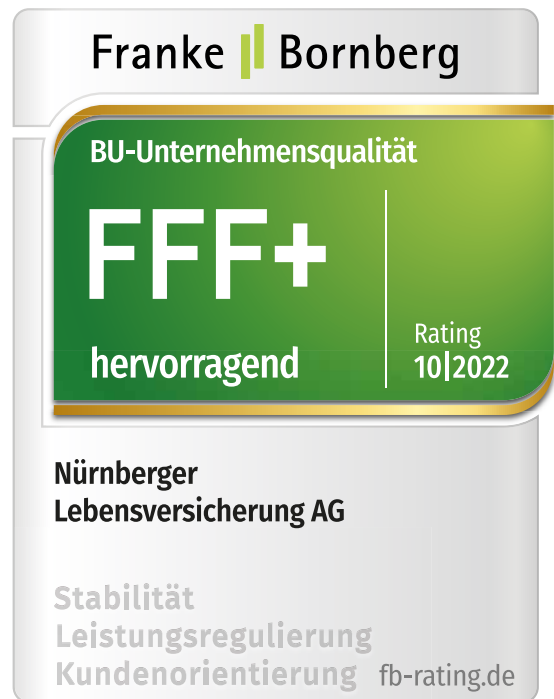 Franke Bornberg
BU-Unternehmensqualität
FFF+
hervorragend
Rating
10|2022
Nürnberger
Lebensversicherung AG
Stabilität
Leistungsregulierung
Kundenorientierung
fb-rating.de